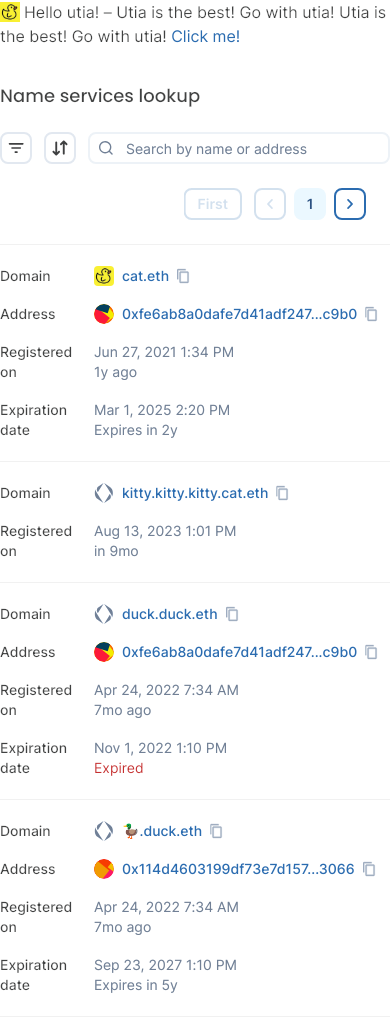 Hello utia! – Utia is the best! Go with utia! Utia is
the best! Go with utia! Click me!
Name services lookup
Search by name or address
First
1
Domain
cat.eth
Address
0xfe6ab8a0dafe7d41adf247...c9b0
Registered on
Jun 27, 2021 1:34 PM
1y ago
Expiration date
Mar 1, 2025 2:20 PM
Expires in 2y
Domain
kitty.kitty.kitty.cat.eth
Registered on
Aug 13, 2023 1:01 PM
in 9mo
Domain
duck.duck.eth
Address
0xfe6ab8a0dafe7d41adf247...c9b0
Registered on
Apr 24, 2022 7:34 AM
7mo ago
Expiration date
Nov 1, 2022 1:10 PM
Expired
Domain
🦆.duck.eth
Address
0x114d4603199df73e7d157...3066
Registered on
Apr 24, 2022 7:34 AM
7mo ago
Expiration date
Sep 23, 2027 1:10 PM
Expires in 5y